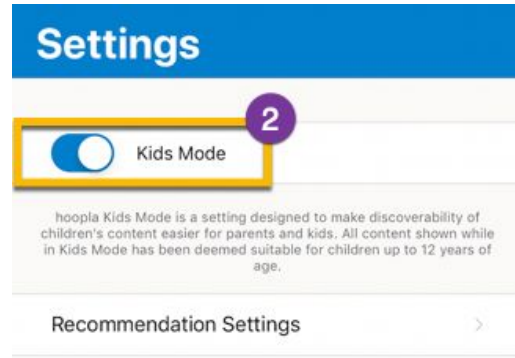 Settings
2
Kids Mode
hoopla Kids Mode is a setting designed to make discoverability of
children's content easier for parents and kids. All content shown while
in Kids Mode has been deemed suitable for children up to 12 years of
age.
Recommendation Settings